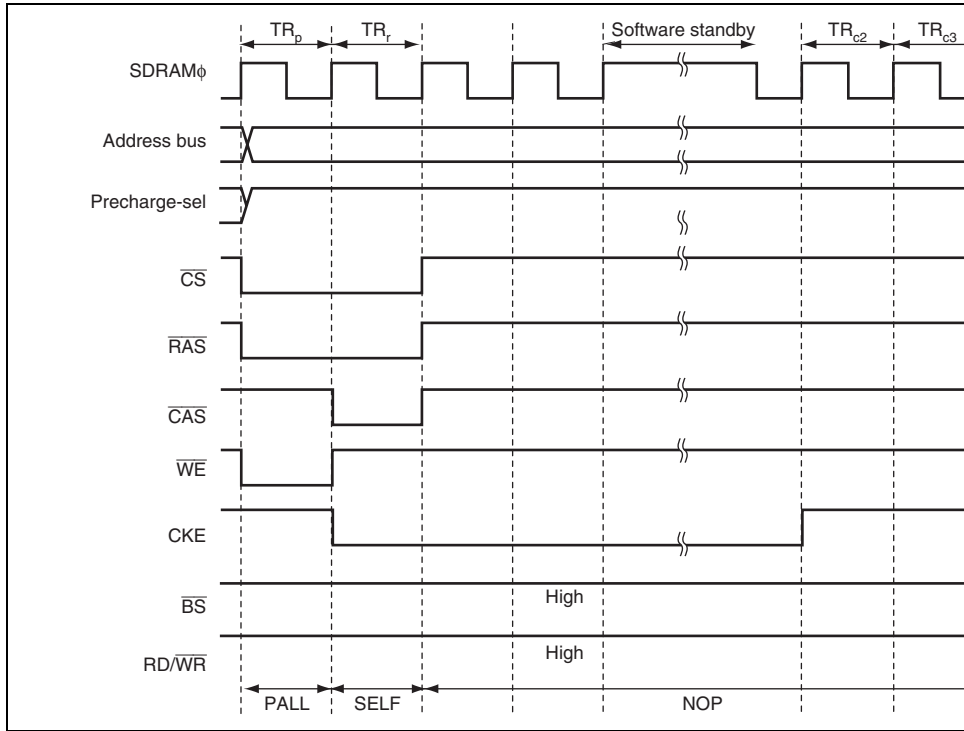 TRp TRr Software standby TRc2 TRc3
SDRAMϕ
Address bus
Precharge-sel
CS
RAS
CAS
WE
CKE
BS High
RD/WR High
PALL SELF NOP